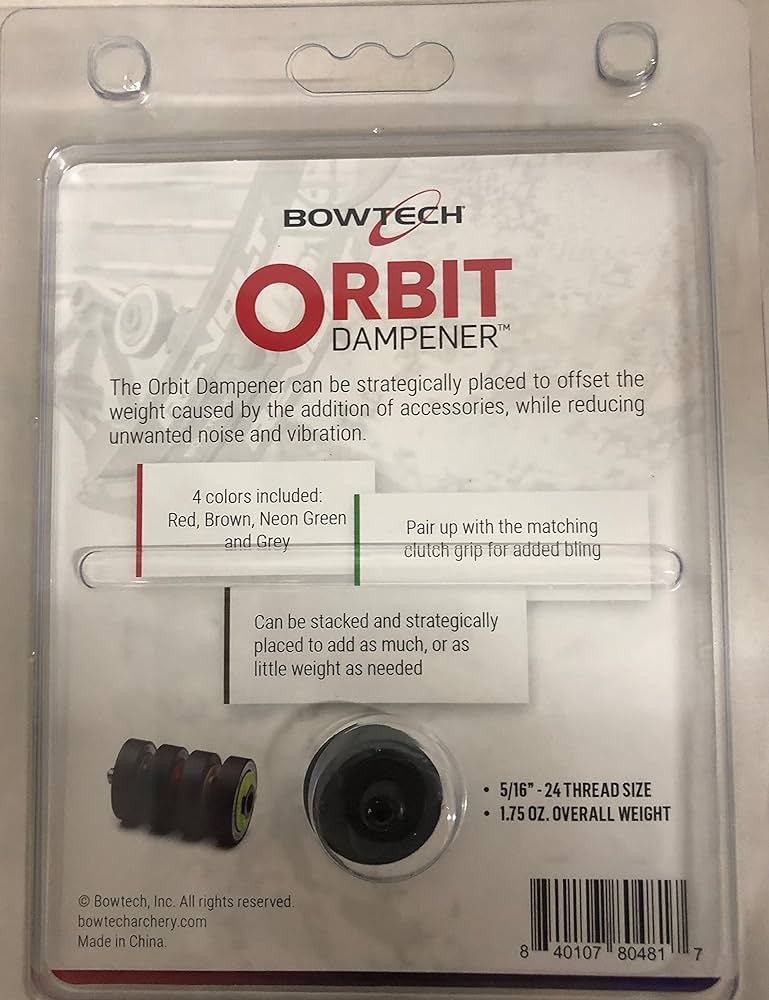 BOWTECH
ORBIT
DAMPENER™
The Orbit Dampener can be strategically placed to offset the
weight caused by the addition of accessories, while reducing
unwanted noise and vibration.
4 colors included:
Red, Brown, Neon Green
and Grey
Pair up with the matching
clutch grip for added bling
Can be stacked and strategically
placed to add as much, or as
little weight as needed
• 5/16" - 24 THREAD SIZE
• 1.75 OZ. OVERALL WEIGHT
© Bowtech, Inc. All rights reserved.
bowtecharchery.com
Made in China.
8 40107 80481 7